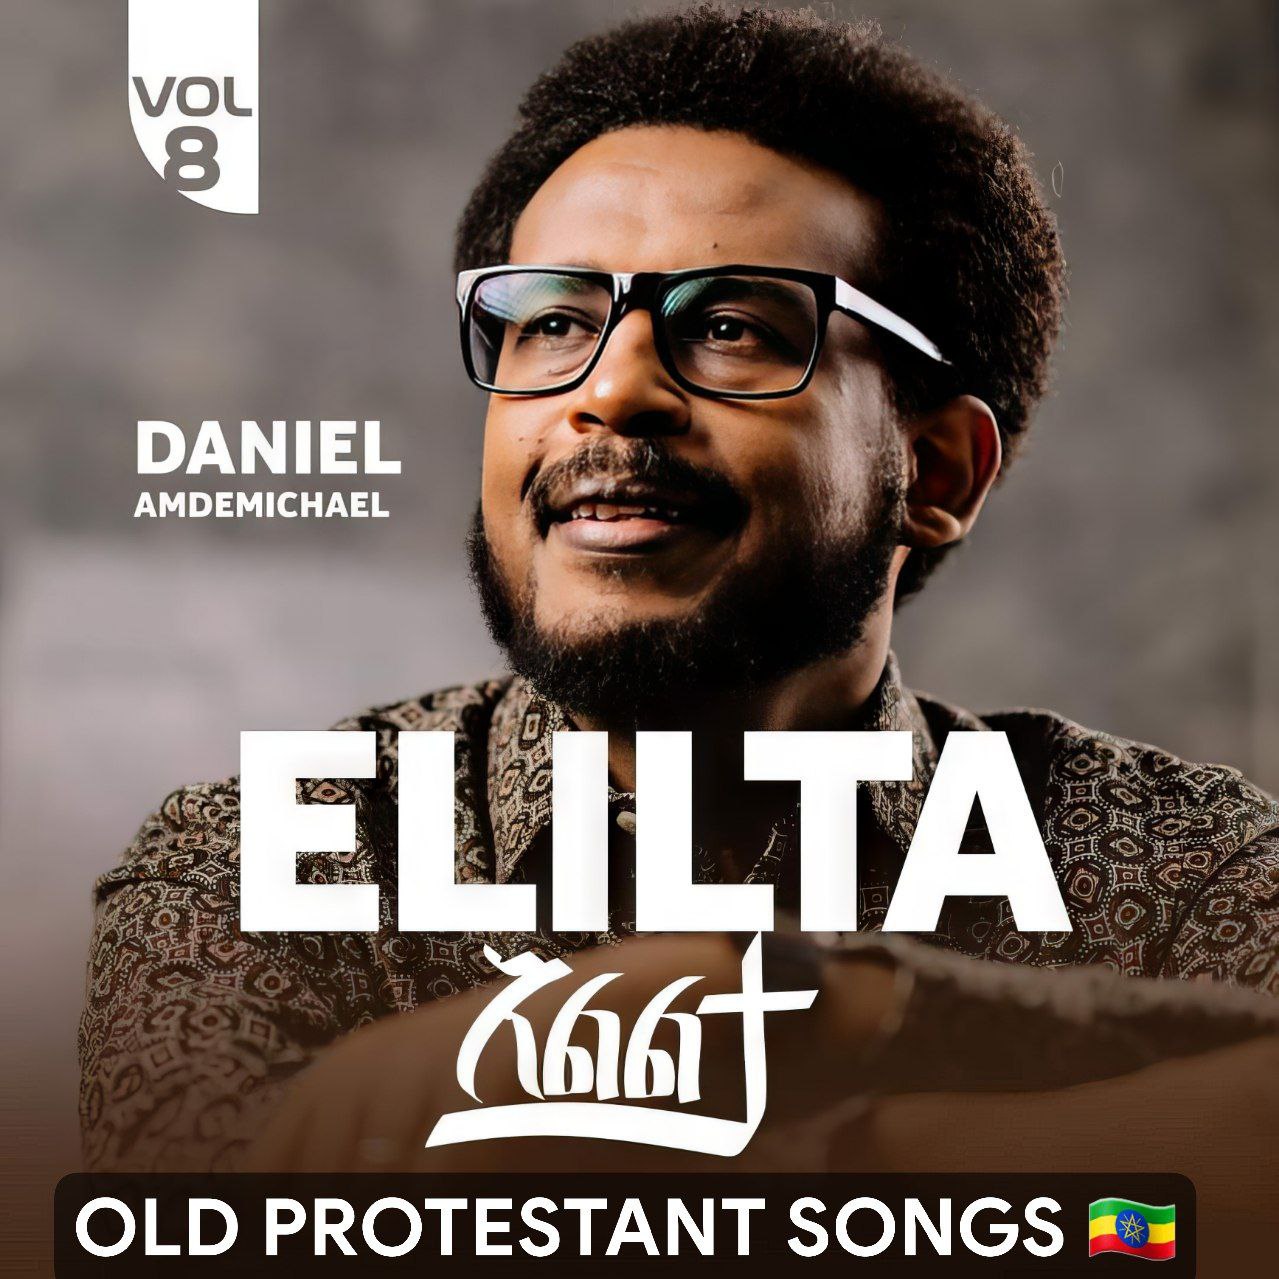 VOL
8
DANIEL
AMDEMICHAEL
ELILTA
እልልታ
OLD PROTESTANT SONGS 🇪🇹